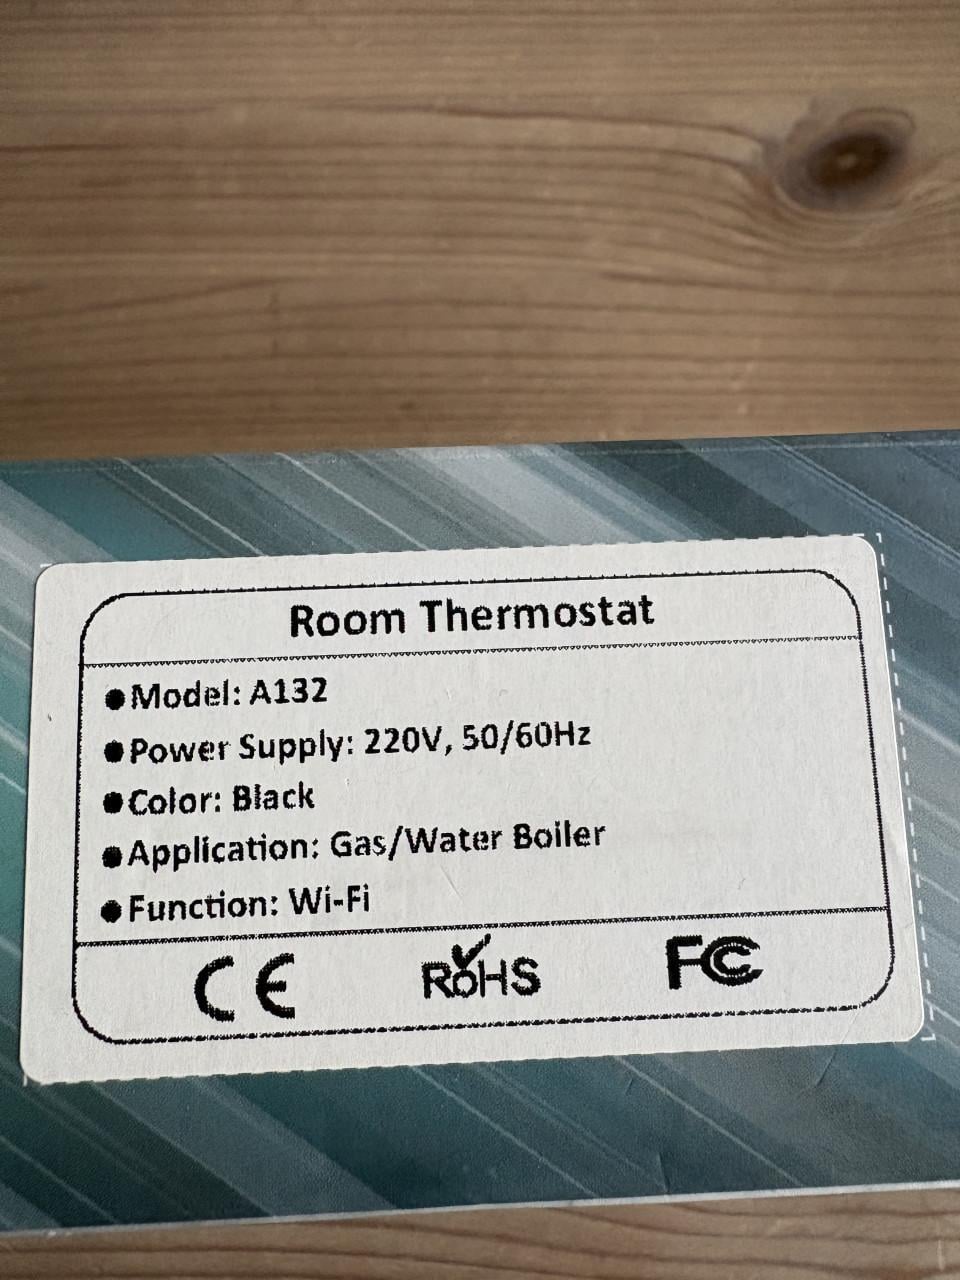 Room Thermostat
●Model: A132
●Power Supply: 220V, 50/60Hz
●Color: Black
●Application: Gas/Water Boiler
●Function: Wi-Fi
CE RoHS FC